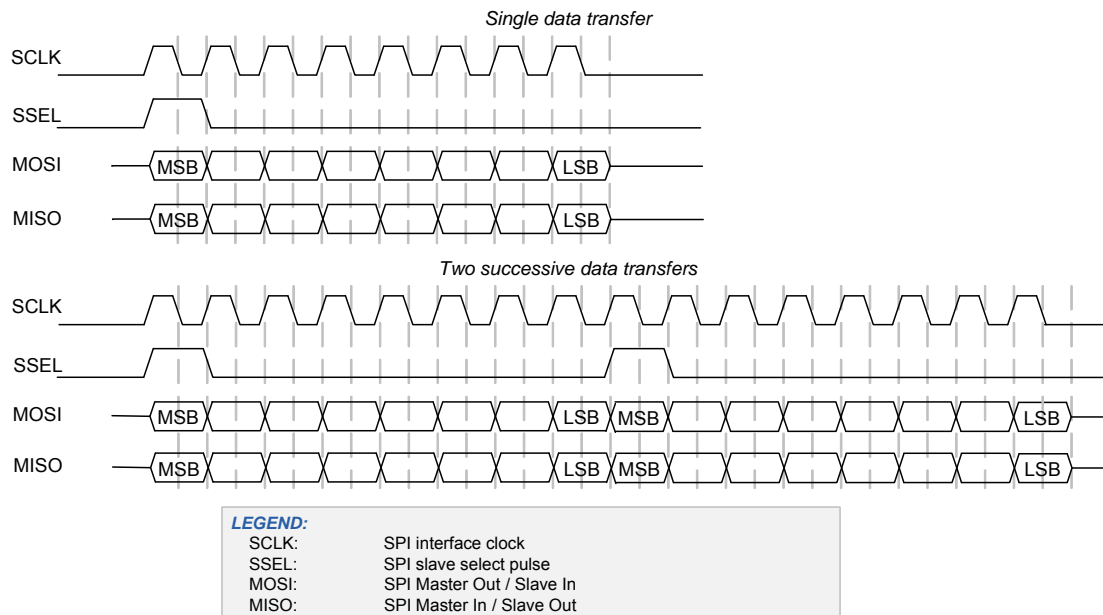 Single data transfer
SCLK
SSEL
MOSI MSB LSB
MISO MSB LSB
Two successive data transfers
SCLK
SSEL
MOSI MSB LSB MSB LSB
MISO MSB LSB MSB LSB
LEGEND:
SCLK: SPI interface clock
SSEL: SPI slave select pulse
MOSI: SPI Master Out / Slave In
MISO: SPI Master In / Slave Out